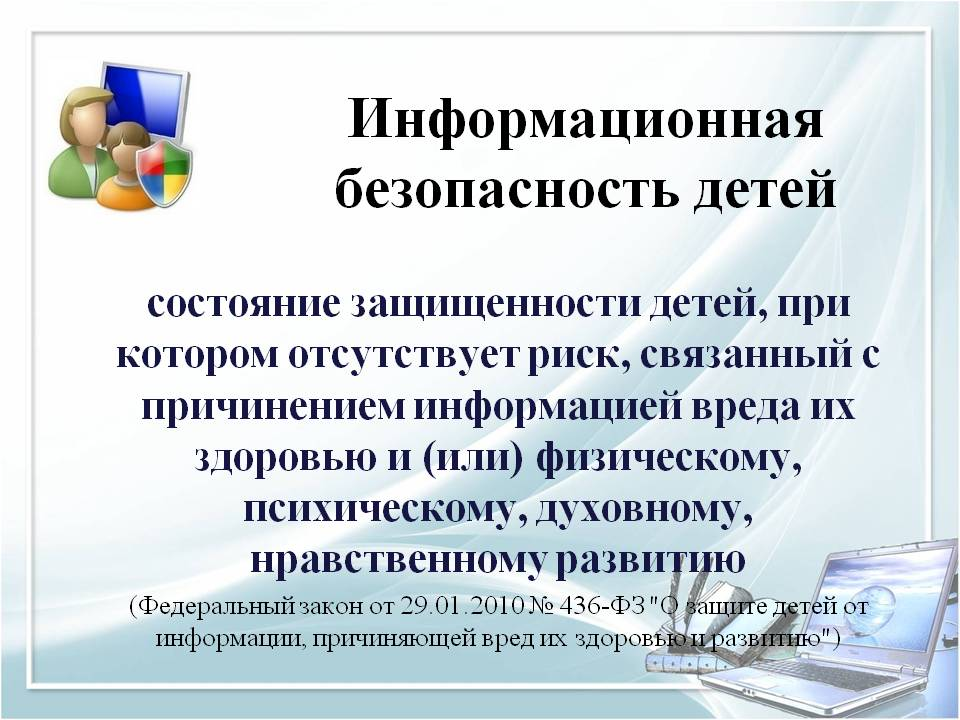 Информационная
безопасность детей
состояние защищенности детей, при
котором отсутствует риск, связанный с
причинением информацией вреда их
здоровью и (или) физическому,
психическому, духовному,
нравственному развитию
(Федеральный закон от 29.01.2010 № 436-ФЗ "О защите детей от
информации, причиняющей вред их здоровью и развитию")